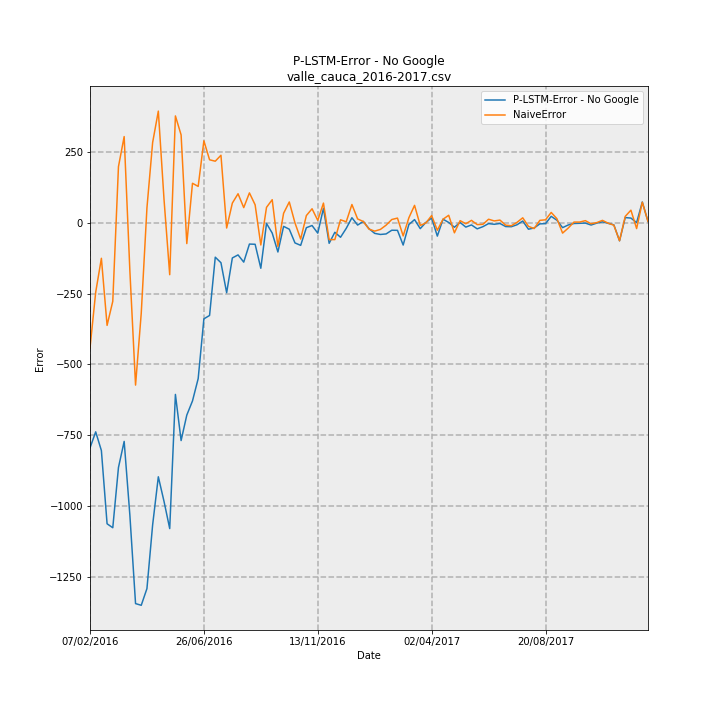 P-LSTM-Error - No Google
valle_cauca_2016-2017.csv
P-LSTM-Error - No Google
NaiveError
250
0
−250
−500
−750
−1000
−1250
Error
07/02/2016
26/06/2016
13/11/2016
02/04/2017
20/08/2017
Date